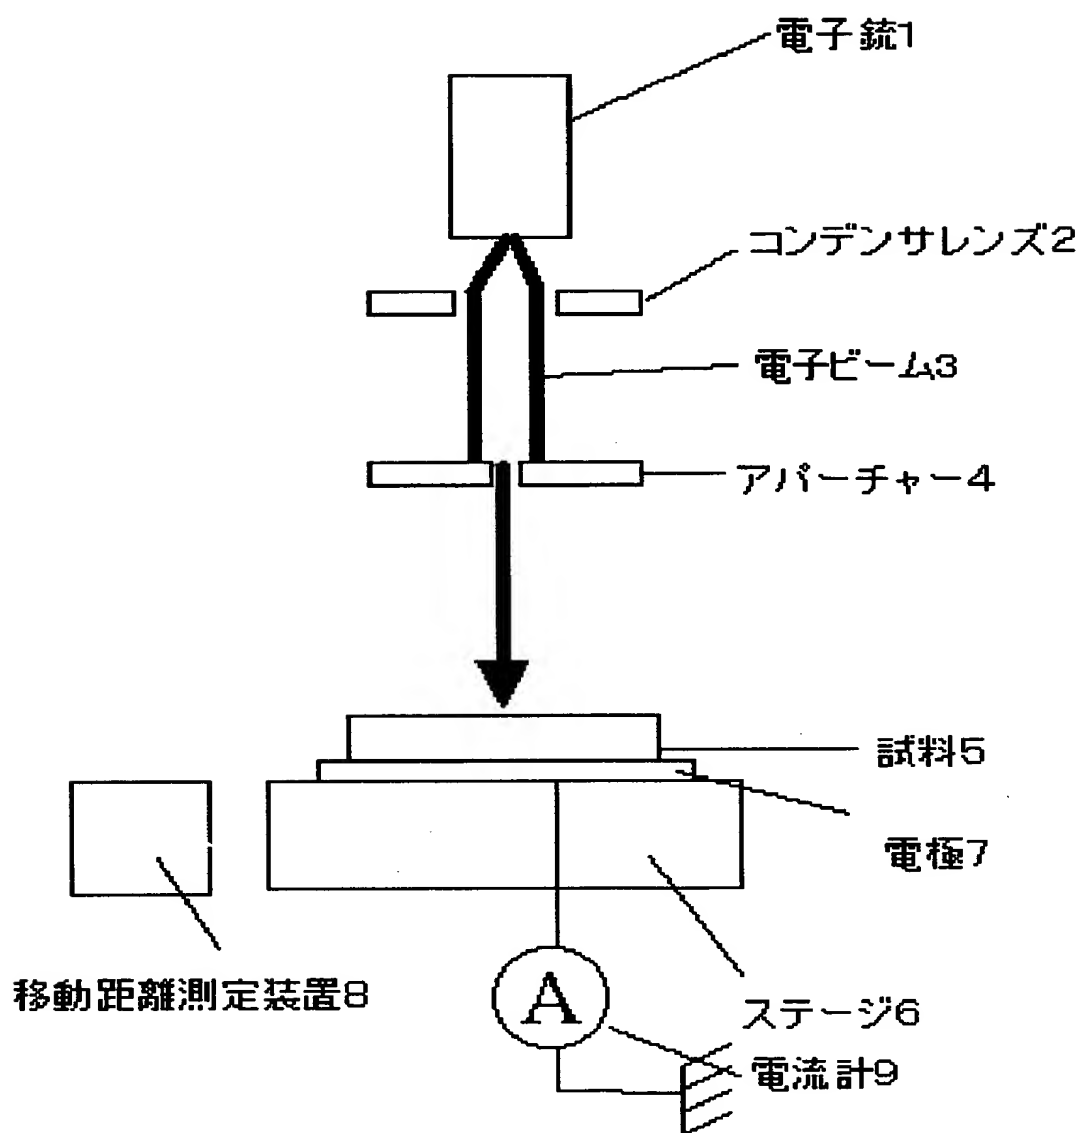 電子銃1
コンデンサレンズ2
電子ビーム3
アパーチャー4
試料5
電極7
移動距離測定装置8
A
ステージ6
電流計9